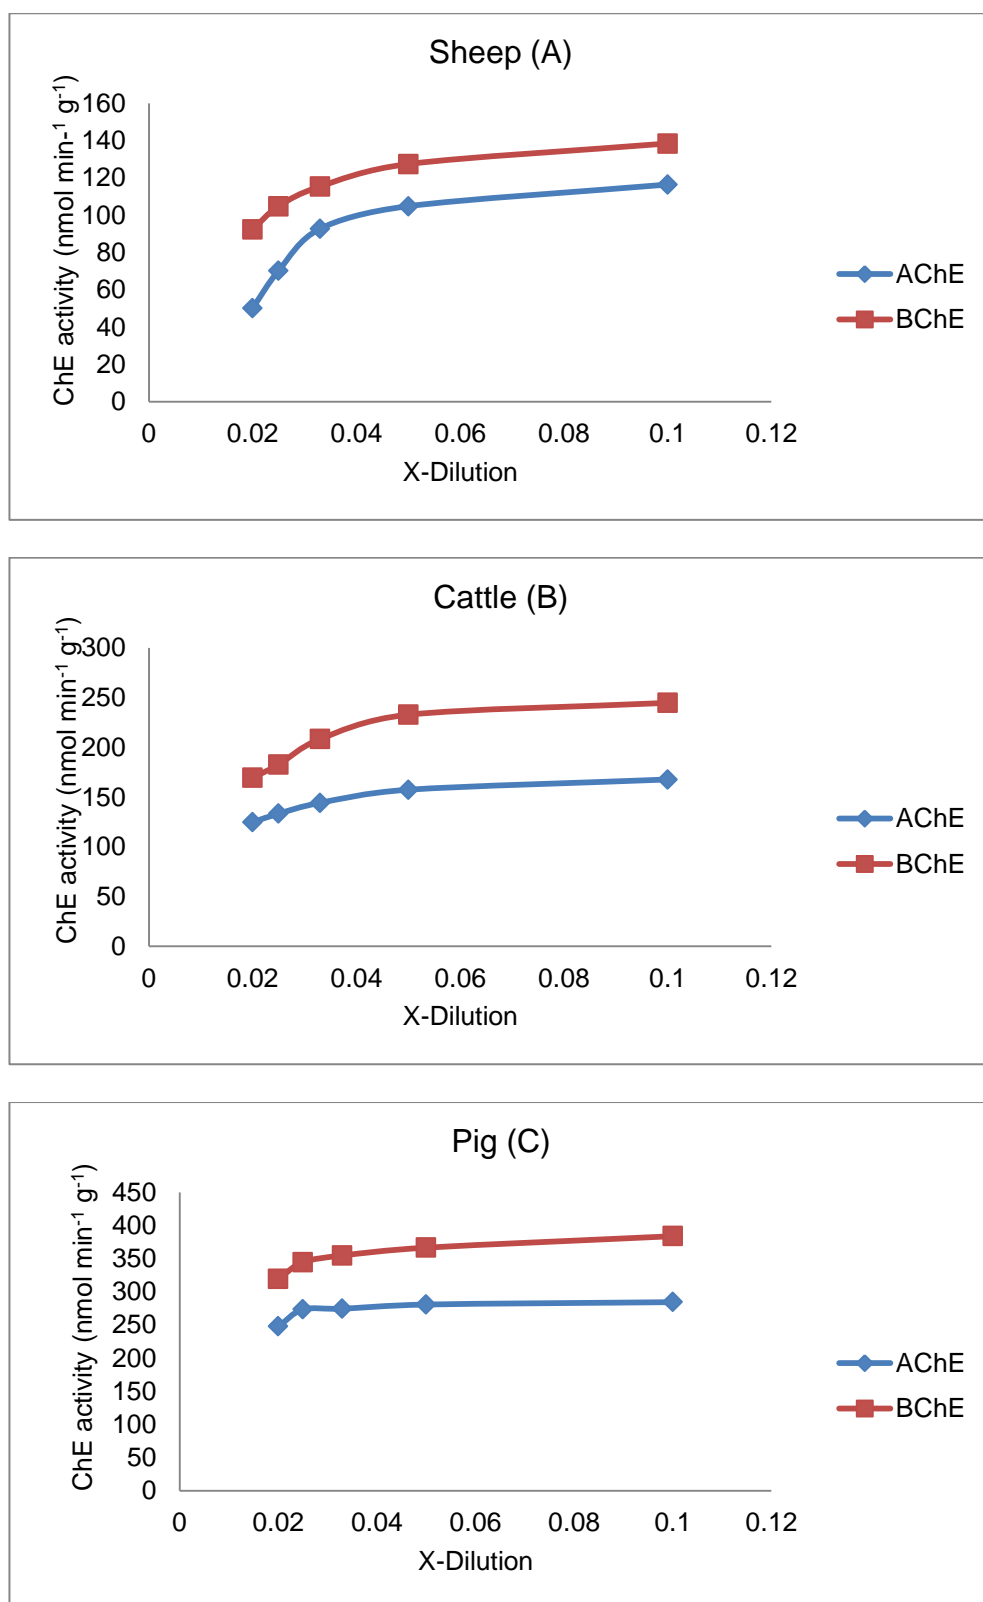 Sheep (A)
ChE activity (nmol min-¹ g⁻¹)
160
140
120
100
80
60
40
20
0
0 0.02 0.04 0.06 0.08 0.1 0.12
X-Dilution
AChE
BChE
Cattle (B)
ChE activity (nmol min⁻¹ g⁻¹)
300
250
200
150
100
50
0
0 0.02 0.04 0.06 0.08 0.1 0.12
X-Dilution
AChE
BChE
Pig (C)
ChE activity (nmol min⁻¹ g⁻¹)
450
400
350
300
250
200
150
100
50
0
0 0.02 0.04 0.06 0.08 0.1 0.12
X-Dilution
AChE
BChE